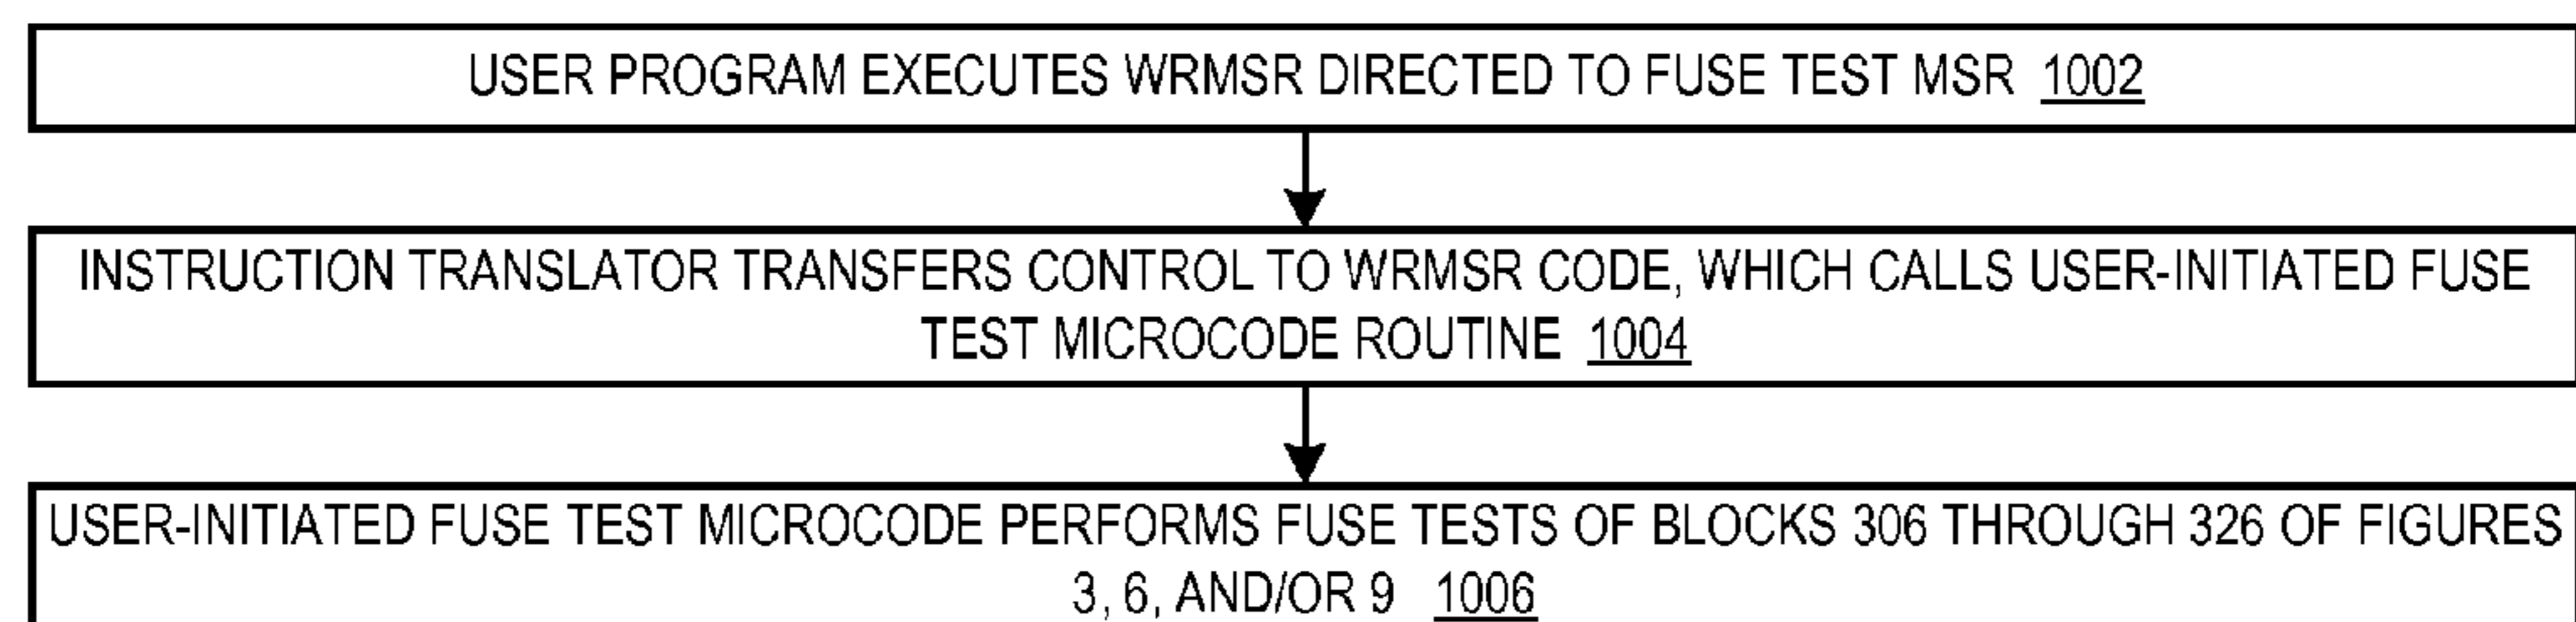 USER PROGRAM EXECUTES WRMSR DIRECTED TO FUSE TEST MSR 1002
INSTRUCTION TRANSLATOR TRANSFERS CONTROL TO WRMSR CODE, WHICH CALLS USER-INITIATED FUSE
TEST MICROCODE ROUTINE 1004
USER-INITIATED FUSE TEST MICROCODE PERFORMS FUSE TESTS OF BLOCKS 306 THROUGH 326 OF FIGURES
3, 6, AND/OR 9 1006